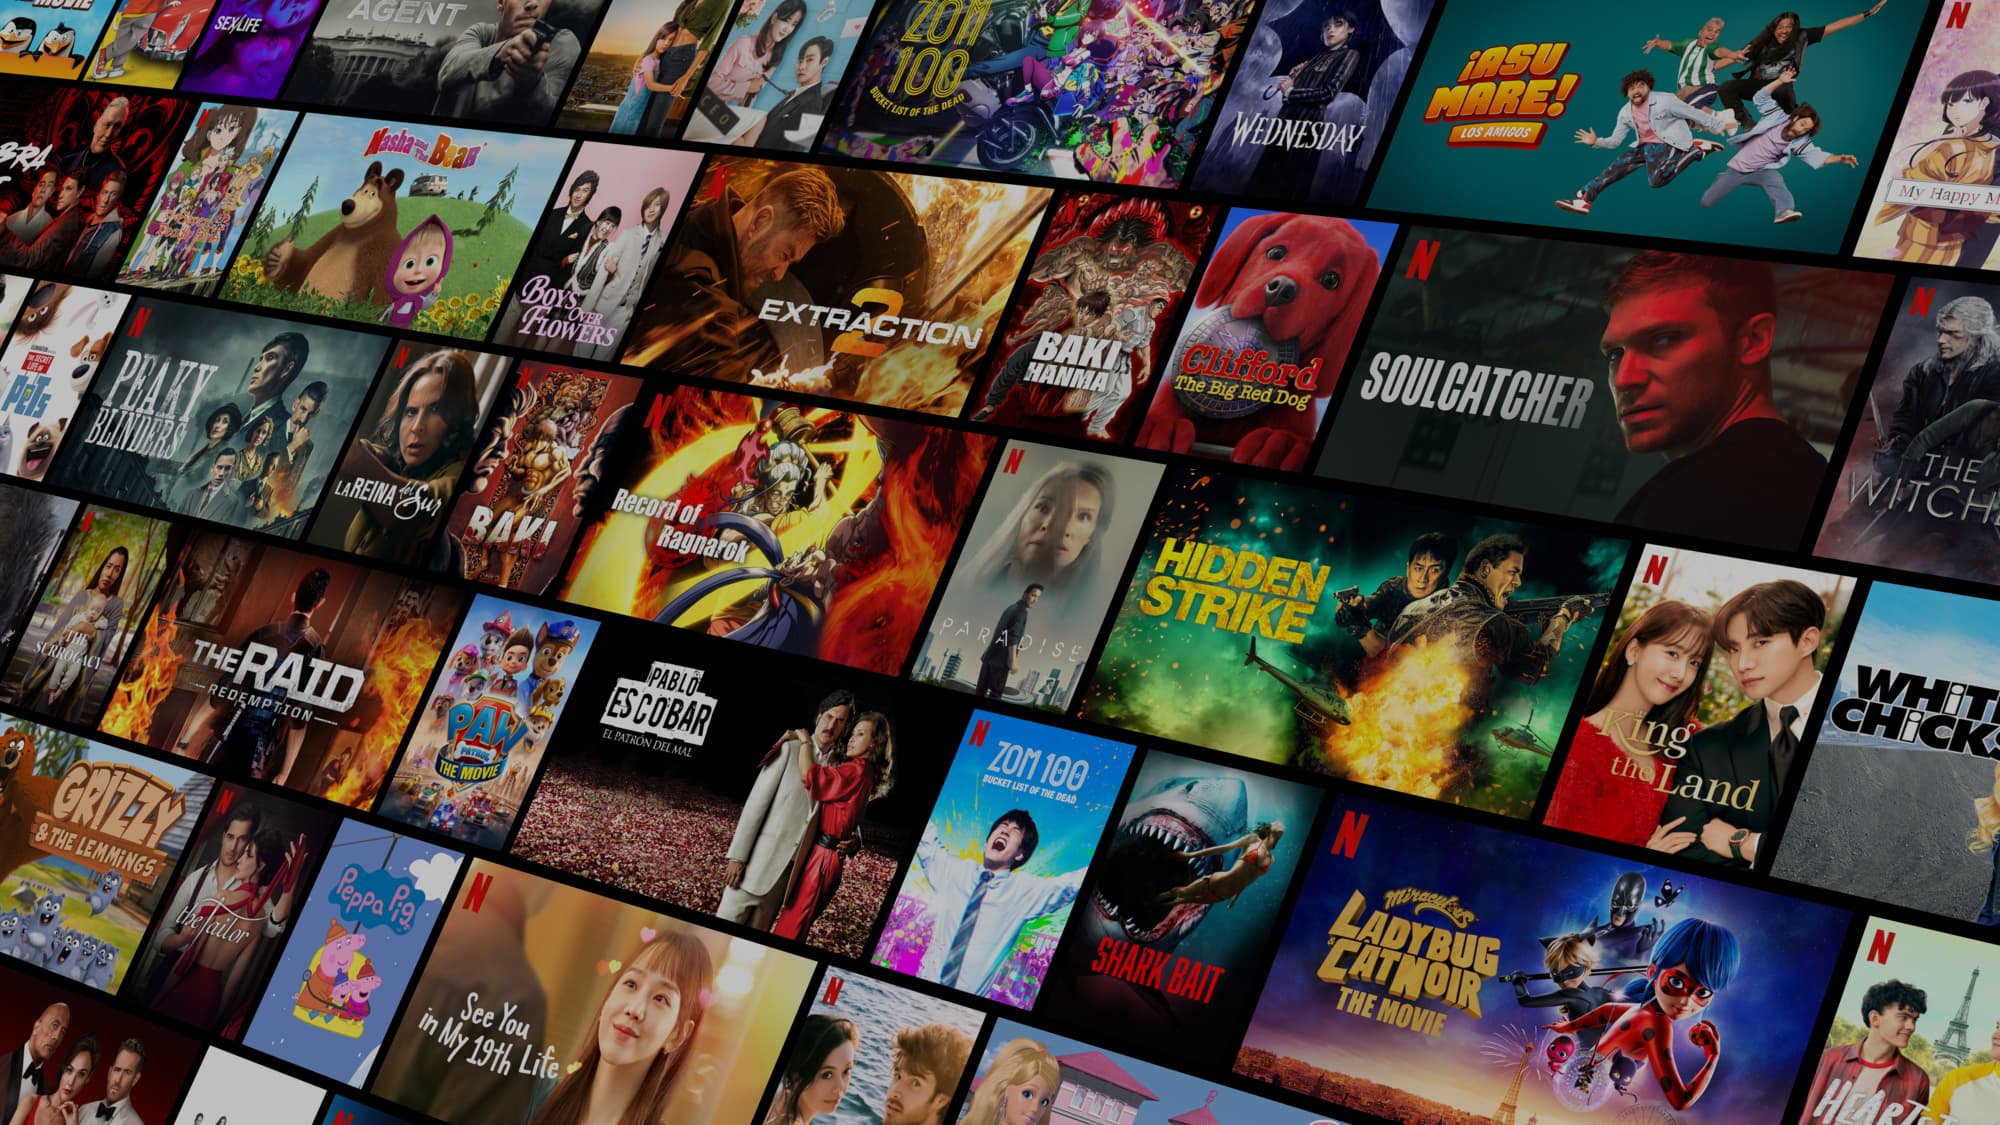 MOVIE
SEX/LIFE
AGENT
ZOM
100
BUCKET LIST OF THE DEAD
WEDNESDAY
¡ASU
MARE!
LOS AMIGOS
N
My Happy M
BRA
N
Masha and the Bear
BOYS
OVER
FLOWERS
N
EXTRACTION
2
N
BAKI
HANMA
Clifford
The Big Red Dog
N
SOULCATCHER
N
THE
WITCHE
THE SECRET
LIFE OF
PETS
N
PEAKY
BLINDERS
N
LA REINA del SUR
N
BAKI
N
Record of
Ragnarok
N
PARADISE
HIDDEN
STRIKE
N
King
the Land
WHITE
CHICKS
N
THE
SURROGACY
THE RAID
REDEMPTION
PAW
PATROL
THE MOVIE
PABLO
ESCOBAR
EL PATRÓN DEL MAL
N
ZOM 100
BUCKET LIST OF THE DEAD
SHARK BAIT
N
Miraculous
LADYBUG
& CATNOIR
THE MOVIE
N
HEARTST
GRIZZY
& THE LEMMINGS
N
the Tailor
Peppa Pig
N
See You
in My 19th Life
N
N